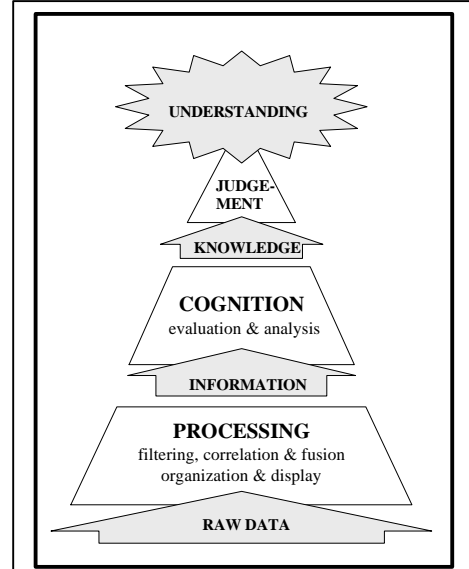 UNDERSTANDING
JUDGE-
MENT
KNOWLEDGE
COGNITION
evaluation & analysis
INFORMATION
PROCESSING
filtering, correlation & fusion
organization & display
RAW DATA